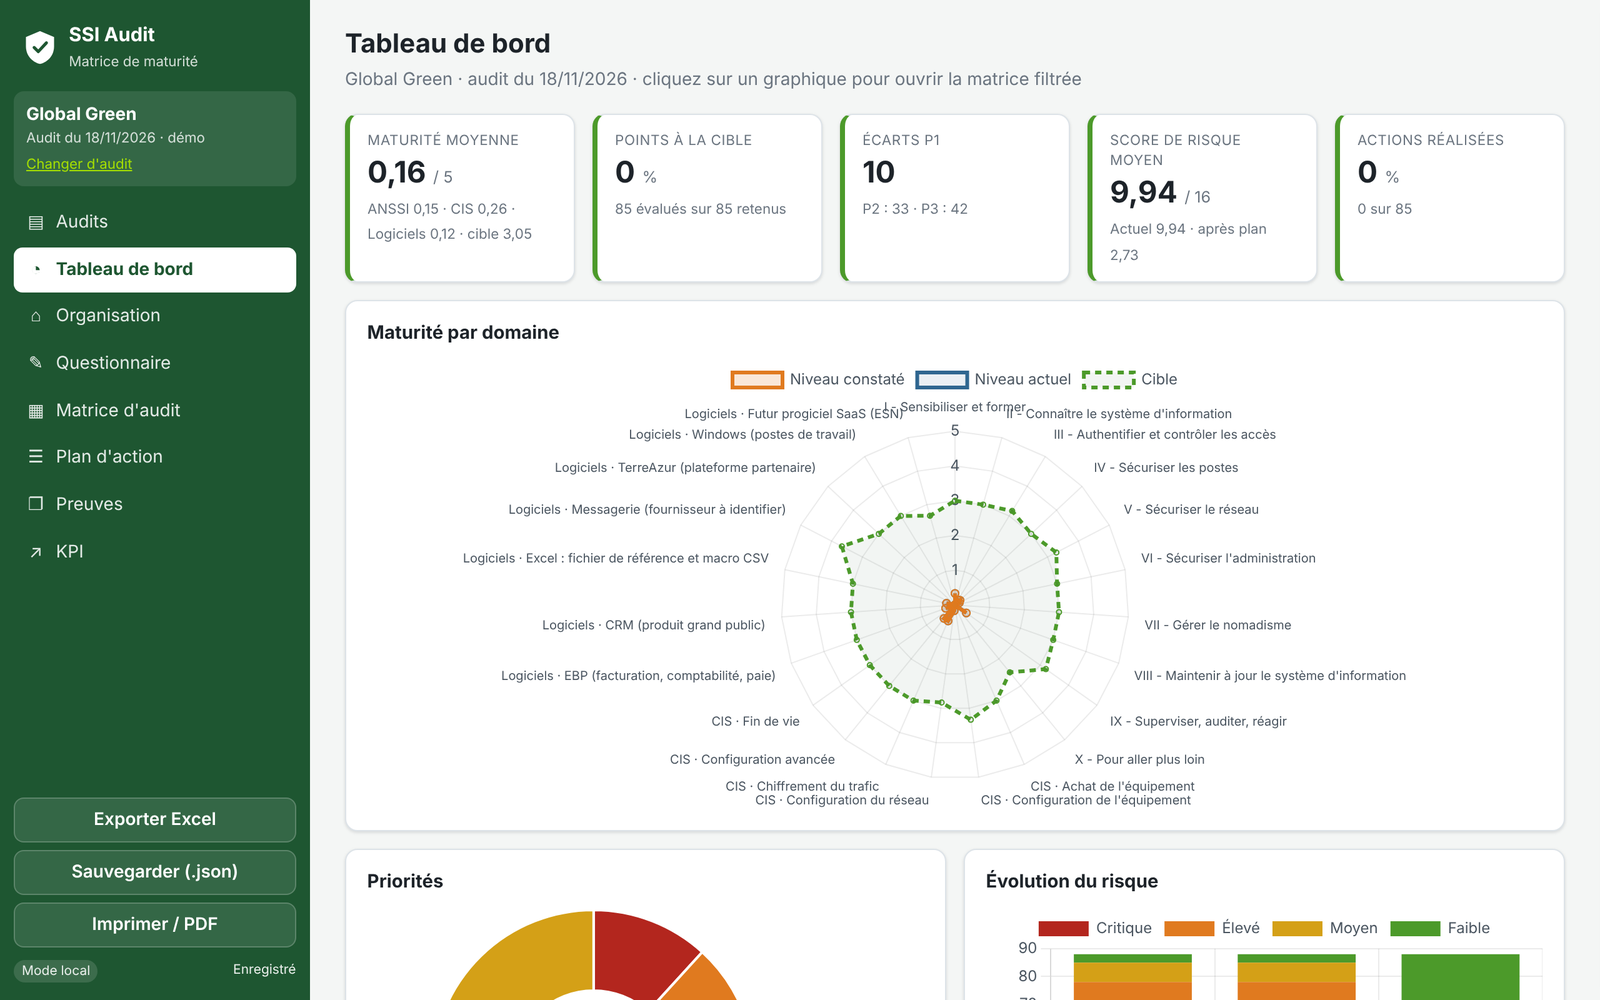 SSI Audit
Matrice de maturité
Global Green
Audit du 18/11/2026 · démo
Changer d'audit
Audits
Tableau de bord
Organisation
Questionnaire
Matrice d'audit
Plan d'action
Preuves
KPI
Exporter Excel
Sauvegarder (.json)
Imprimer / PDF
Mode local
Enregistré
Tableau de bord
Global Green · audit du 18/11/2026 · cliquez sur un graphique pour ouvrir la matrice filtrée
MATURITÉ MOYENNE
0,16 / 5
ANSSI 0,15 · CIS 0,26 ·
Logiciels 0,12 · cible 3,05
POINTS À LA CIBLE
0 %
85 évalués sur 85 retenus
ÉCARTS P1
10
P2 : 33 · P3 : 42
SCORE DE RISQUE
MOYEN
9,94 / 16
Actuel 9,94 · après plan
2,73
ACTIONS RÉALISÉES
0 %
0 sur 85
Maturité par domaine
Niveau constaté
Niveau actuel
Cible
I - Sensibiliser et former
II - Connaître le système d'information
III - Authentifier et contrôler les accès
IV - Sécuriser les postes
V - Sécuriser le réseau
VI - Sécuriser l'administration
VII - Gérer le nomadisme
VIII - Maintenir à jour le système d'information
IX - Superviser, auditer, réagir
X - Pour aller plus loin
CIS · Achat de l'équipement
CIS · Configuration de l'équipement
CIS · Configuration du réseau
CIS · Chiffrement du trafic
CIS · Configuration avancée
CIS · Fin de vie
Logiciels · EBP (facturation, comptabilité, paie)
Logiciels · CRM (produit grand public)
Logiciels · Excel : fichier de référence et macro CSV
Logiciels · Messagerie (fournisseur à identifier)
Logiciels · TerreAzur (plateforme partenaire)
Logiciels · Windows (postes de travail)
Logiciels · Futur progiciel SaaS (ESN)
5
4
3
2
1
Priorités
Évolution du risque
Critique
Élevé
Moyen
Faible
90
80
70